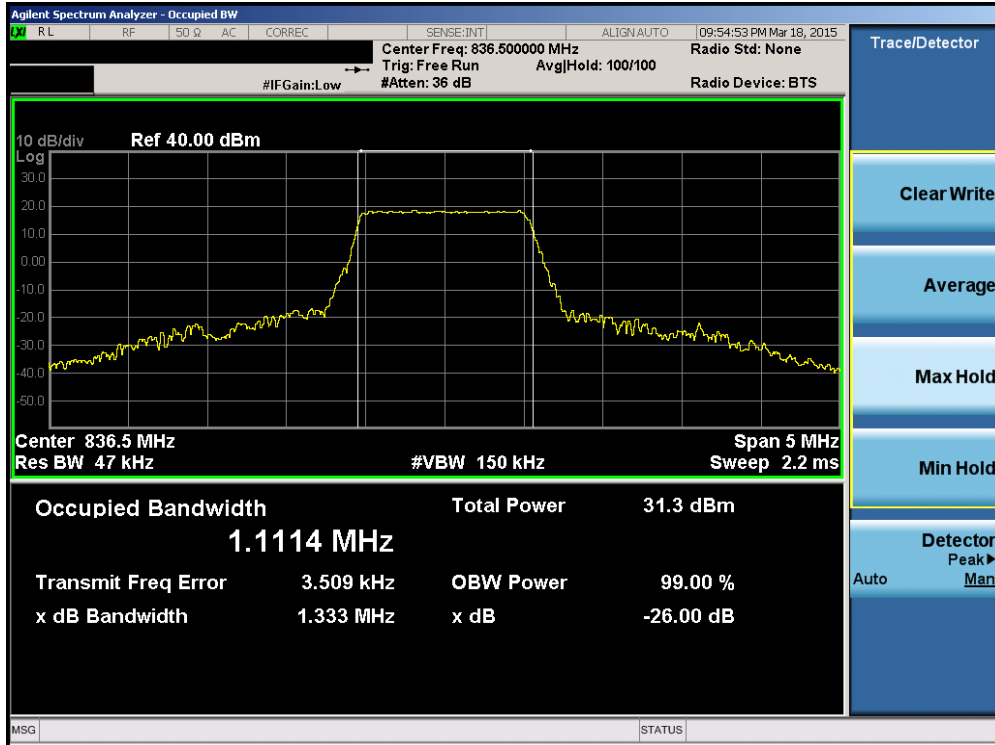 Agilent Spectrum Analyzer - Occupied BW
LXI RL RF 50 Ω AC CORREC SENSE:INT ALIGN AUTO 09:54:53 PM Mar 18, 2015
Center Freq: 836.500000 MHz Radio Std: None
Trig: Free Run Avg|Hold: 100/100
#IFGain:Low #Atten: 36 dB Radio Device: BTS
10 dB/div Ref 40.00 dBm
Log
30.0
20.0
10.0
0.00
-10.0
-20.0
-30.0
-40.0
-50.0
Center 836.5 MHz Span 5 MHz
Res BW 47 kHz #VBW 150 kHz Sweep 2.2 ms
Occupied Bandwidth Total Power 31.3 dBm
1.1114 MHz
Transmit Freq Error 3.509 kHz OBW Power 99.00 %
x dB Bandwidth 1.333 MHz x dB -26.00 dB
MSG STATUS
Trace/Detector
Clear Write
Average
Max Hold
Min Hold
Detector
Peak▶
Auto Man